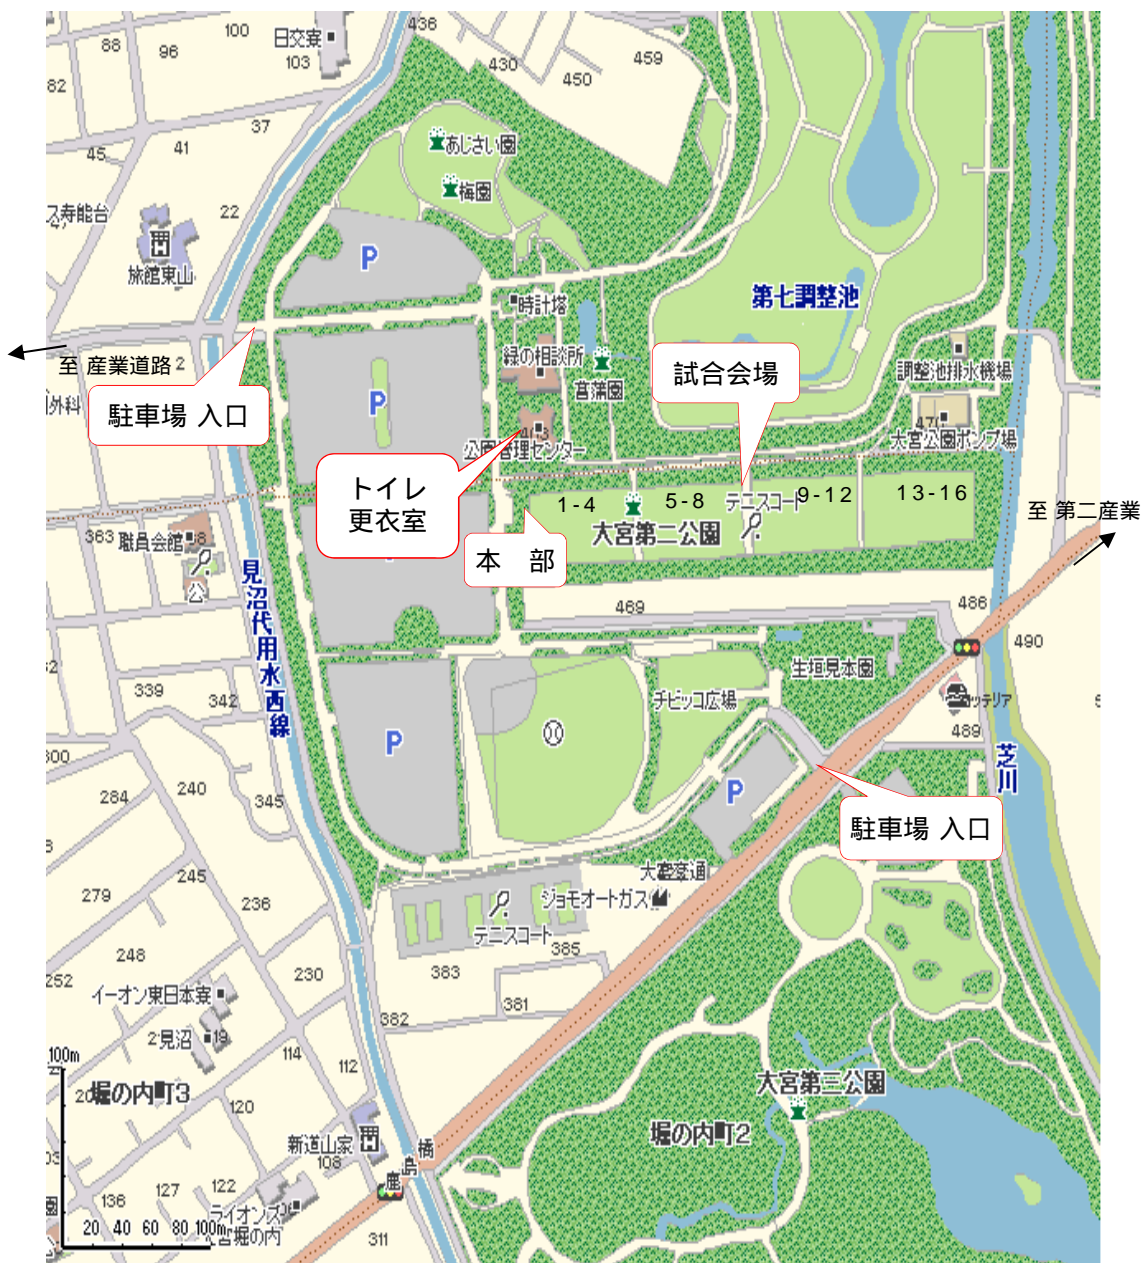 436
100
88
96
日交寮
103
430
459
450
82
37
45
41
あじさい園
梅園
22
ス寿能台
旅館東山
P
第七調整池
時計塔
緑の相談所
菖蒲園
試合会場
調整池排水機場
至 産業道路
2
外科
駐車場 入口
P
大宮公園ポンプ場
公園管理センター
トイレ
更衣室
1-4
5-8
テニスコート
9-12
13-16
至 第二産業
大宮第二公園
本 部
363
職員会館
公
見沼代用水西線
469
486
490
生垣見本園
チビッコ広場
339
342
ロッテリア
489
300
P
芝川
240
284
345
P
駐車場 入口
大宮交通
ジョモオートガス
テニスコート
385
245
279
236
248
230
383
381
252
382
イーオン東日本寮
見沼
19
100m
114
112
堀の内町3
120
大宮第三公園
堀の内町2
新道山家
108
鹿島橋
136
127
122
ライオンズ
大宮堀の内
311
20 40 60 80 100m